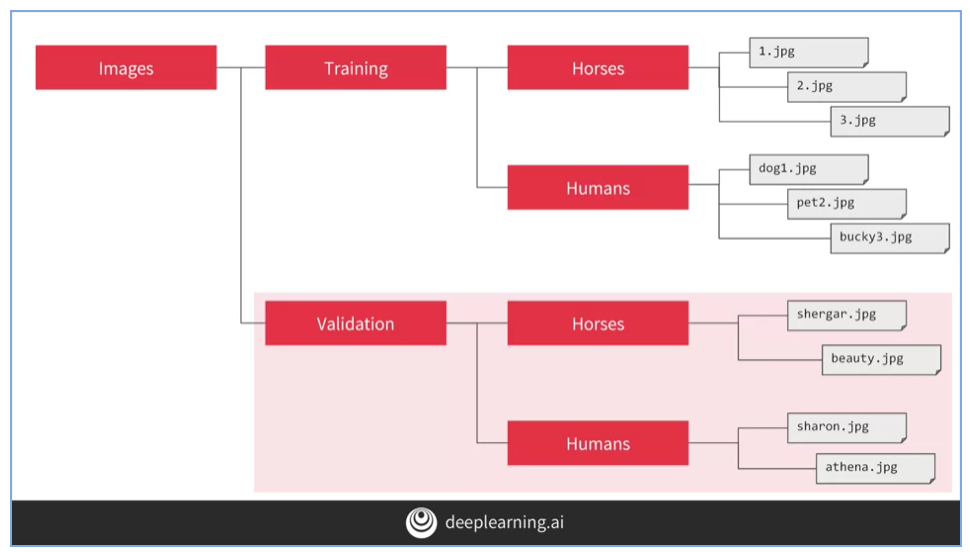 Images
Training
Horses
1.jpg
2.jpg
3.jpg
Humans
dog1.jpg
pet2.jpg
bucky3.jpg
Validation
Horses
shergar.jpg
beauty.jpg
Humans
sharon.jpg
athena.jpg
deeplearning.ai